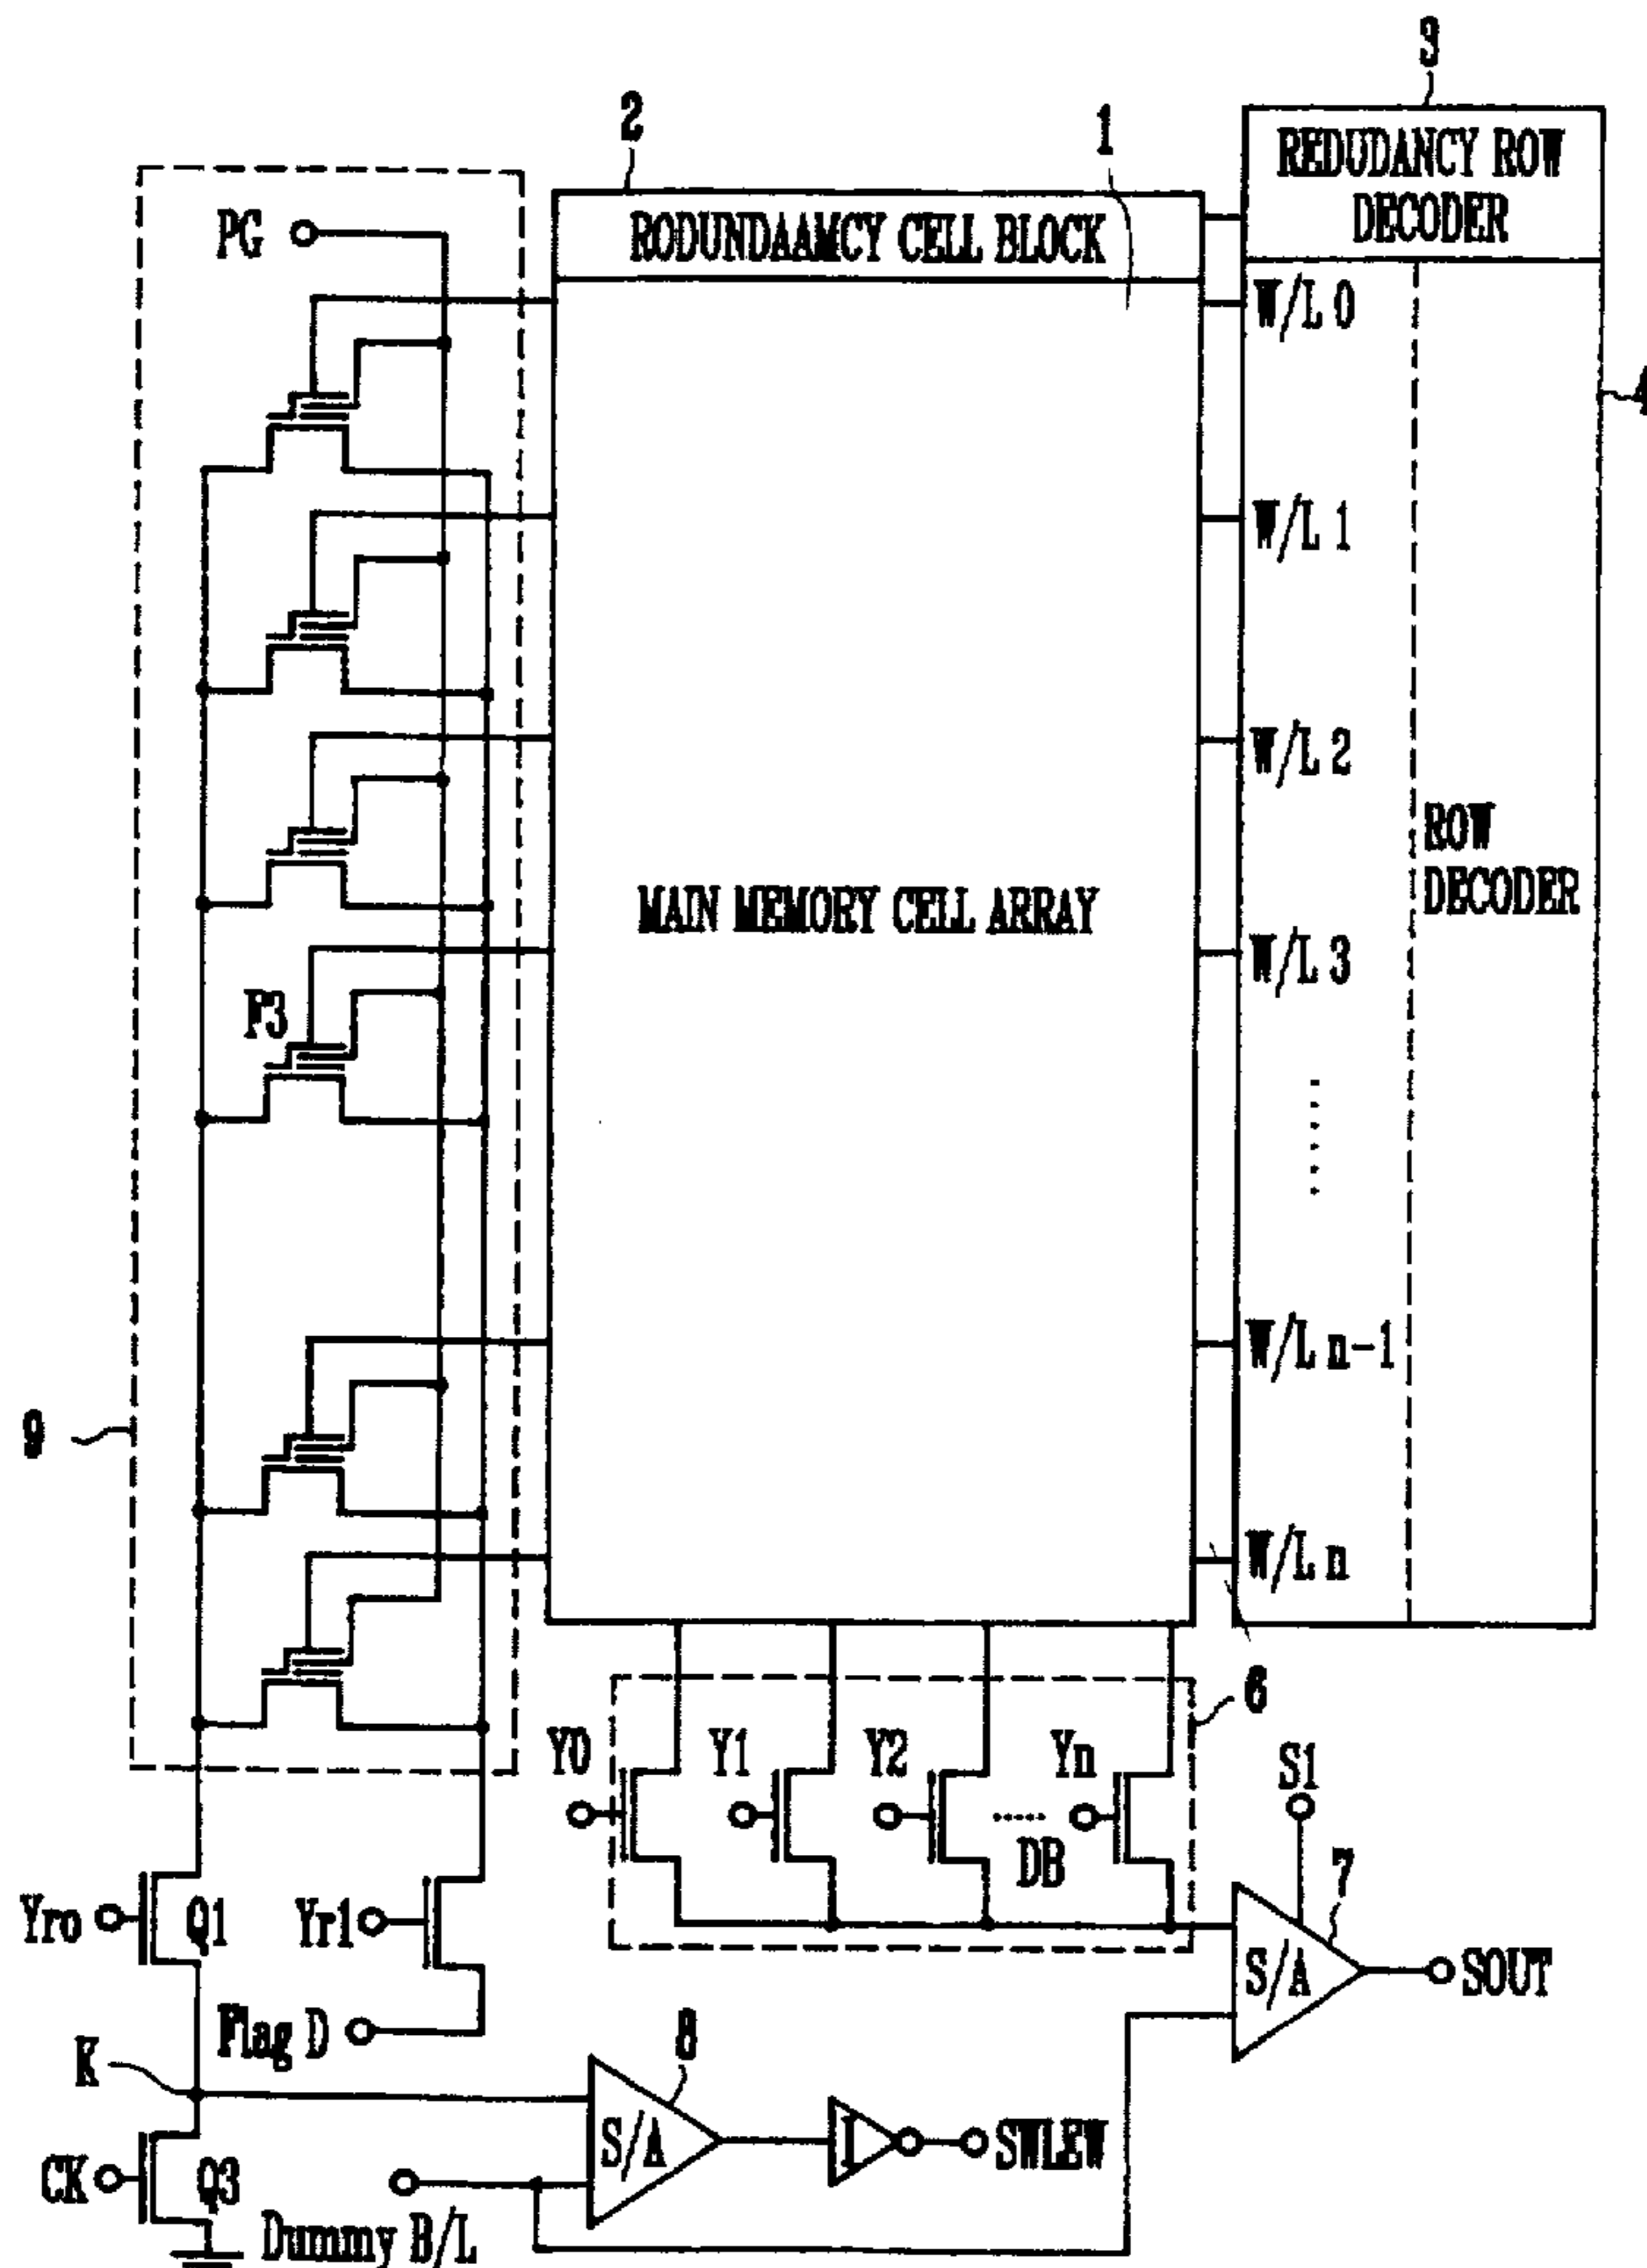 3
2
1
REDUDANCY ROW
DECODER
PG
RODUNDAAMCY CELL BLOCK
W/L 0
4
W/L 1
W/L 2
ROW
DECODER
MAIN MEMORY CELL ARRAY
W/L 3
F3
......
W/L n-1
9
W/L n
6
Y0
Y1
Y2
Yn
S1
.....
DB
7
Yro
Q1
Yr1
S/A
SOUT
Flag D
8
K
S/A
I
SWLEW
CK
Q3
Dummy B/L